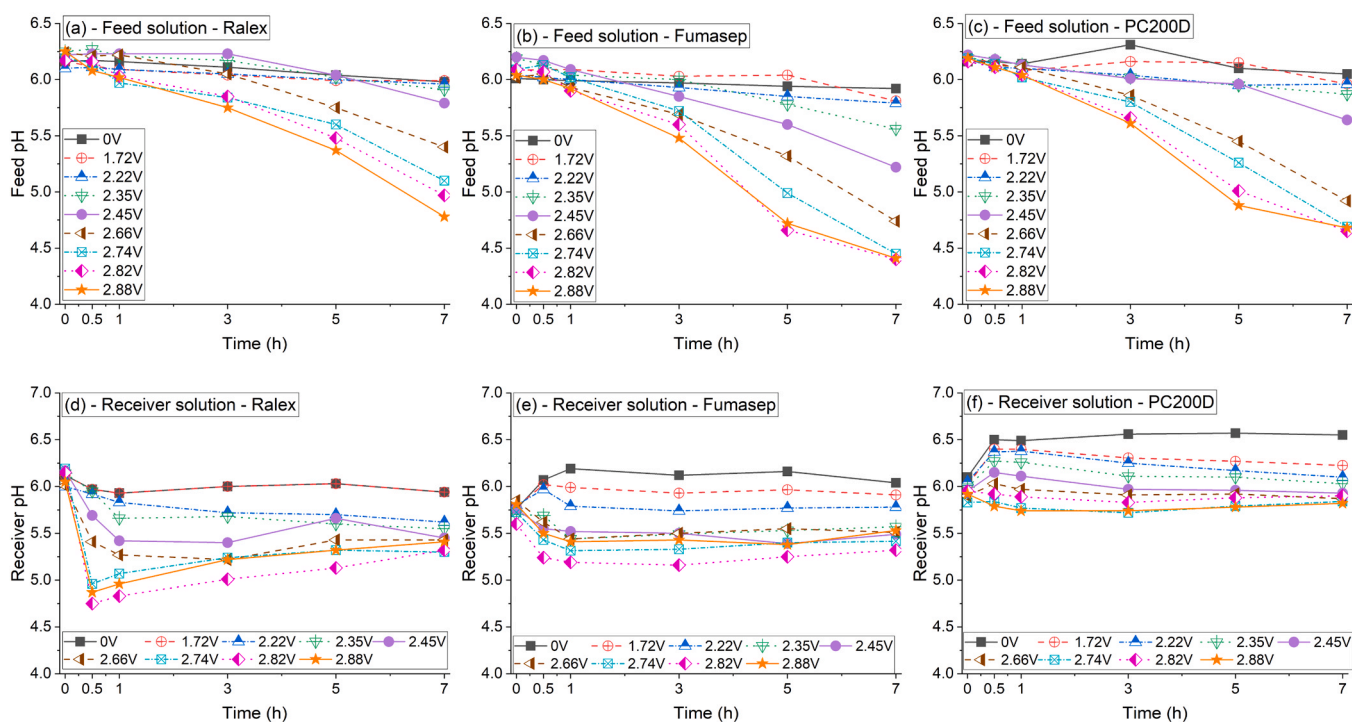 (a) - Feed solution - Ralex
6.5
6.0
5.5
5.0
4.5
4.0
Feed pH
0V
1.72V
2.22V
2.35V
2.45V
2.66V
2.74V
2.82V
2.88V
0 0.5 1 3 5 7
Time (h)
(b) - Feed solution - Fumasep
6.5
6.0
5.5
5.0
4.5
4.0
Feed pH
0V
1.72V
2.22V
2.35V
2.45V
2.66V
2.74V
2.82V
2.88V
0 0.5 1 3 5 7
Time (h)
(c) - Feed solution - PC200D
6.5
6.0
5.5
5.0
4.5
4.0
Feed pH
0V
1.72V
2.22V
2.35V
2.45V
2.66V
2.74V
2.82V
2.88V
0 0.5 1 3 5 7
Time (h)
(d) - Receiver solution - Ralex
7.0
6.5
6.0
5.5
5.0
4.5
4.0
Receiver pH
0V 1.72V 2.22V 2.35V 2.45V
2.66V 2.74V 2.82V 2.88V
0 0.5 1 3 5 7
Time (h)
(e) - Receiver solution - Fumasep
7.0
6.5
6.0
5.5
5.0
4.5
4.0
Receiver pH
0V 1.72V 2.22V 2.35V 2.45V
2.66V 2.74V 2.82V 2.88V
0 0.5 1 3 5 7
Time (h)
(f) - Receiver solution - PC200D
7.0
6.5
6.0
5.5
5.0
4.5
4.0
Receiver pH
0V 1.72V 2.22V 2.35V 2.45V
2.66V 2.74V 2.82V 2.88V
0 0.5 1 3 5 7
Time (h)